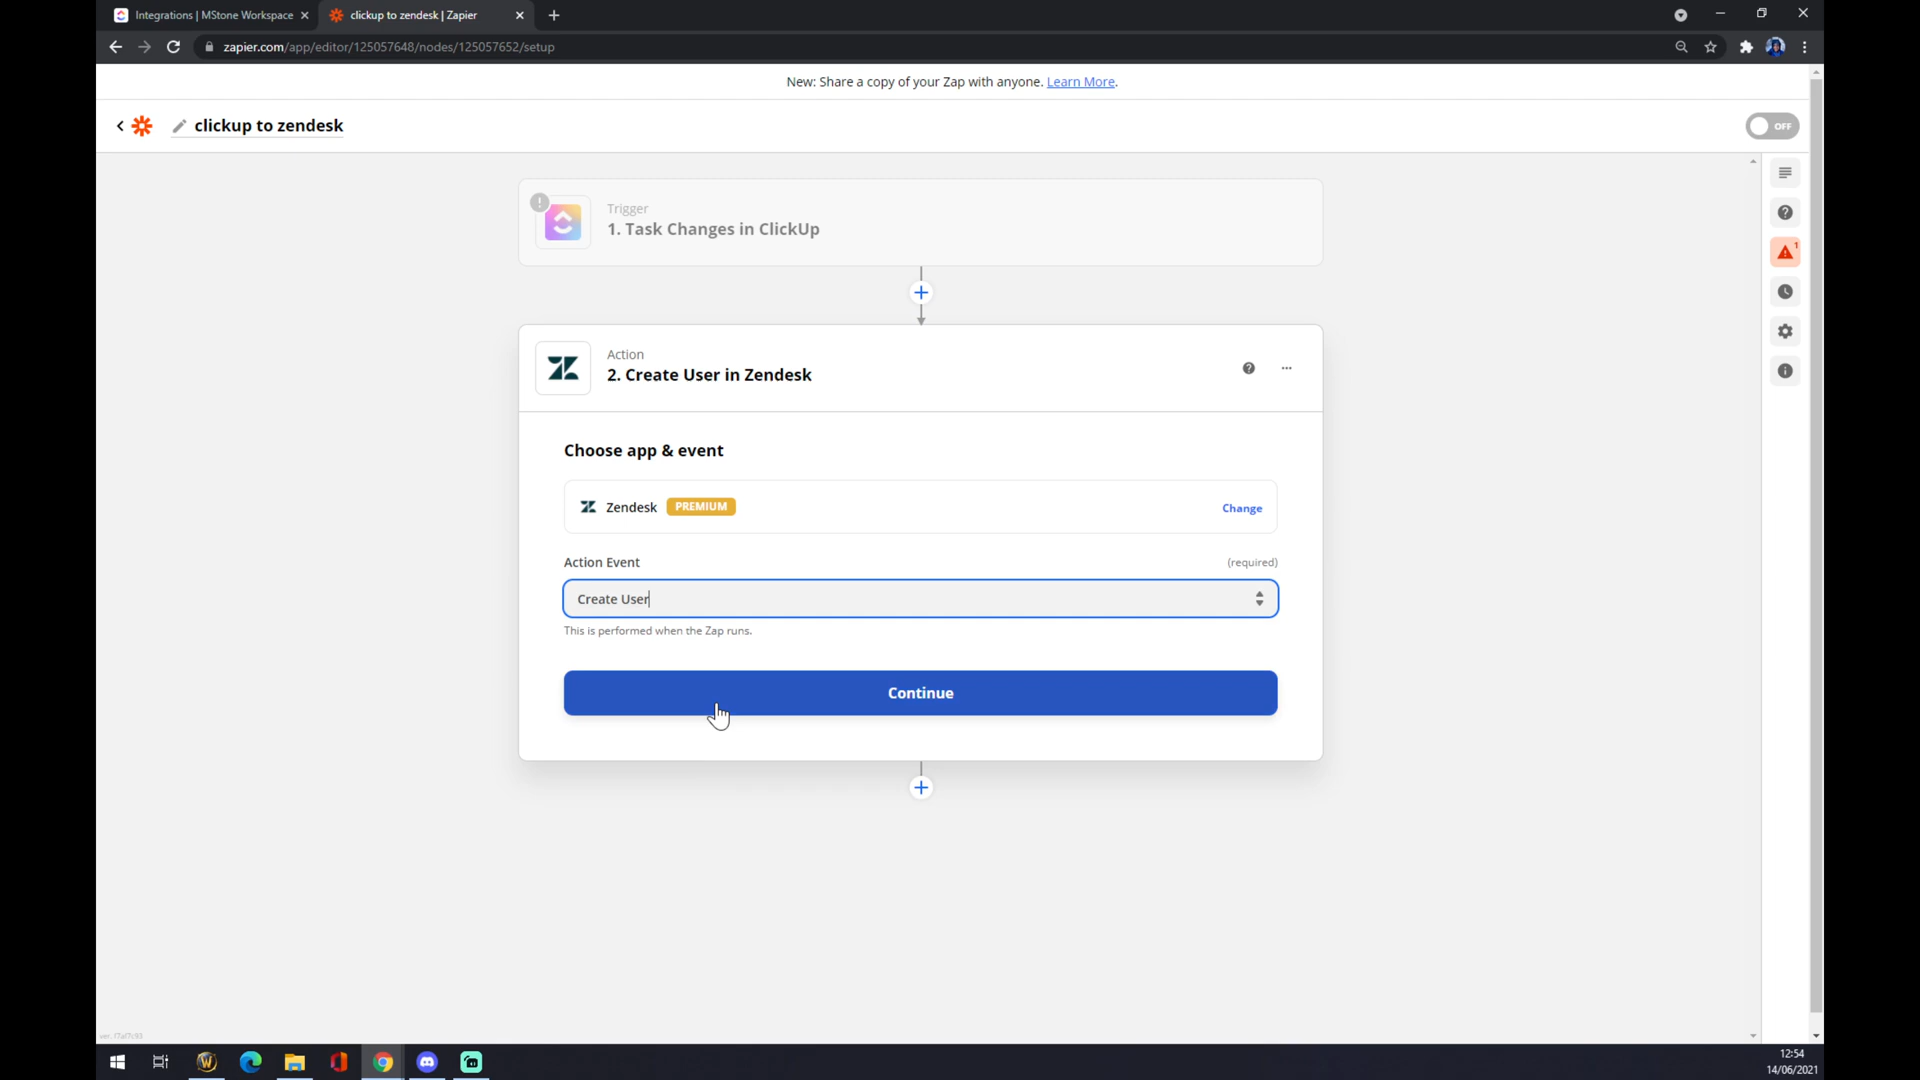 Integrations | MStone Workspace
clickup to zendesk | Zapier
zapier.com/app/editor/125057648/nodes/125057652/setup
New: Share a copy of your Zap with anyone. Learn More.
clickup to zendesk
OFF
Trigger
1. Task Changes in ClickUp
1
Action
2. Create User in Zendesk
Choose app & event
Zendesk PREMIUM Change
Action Event (required)
Create User
This is performed when the Zap runs.
Continue
12:54
14/06/2021